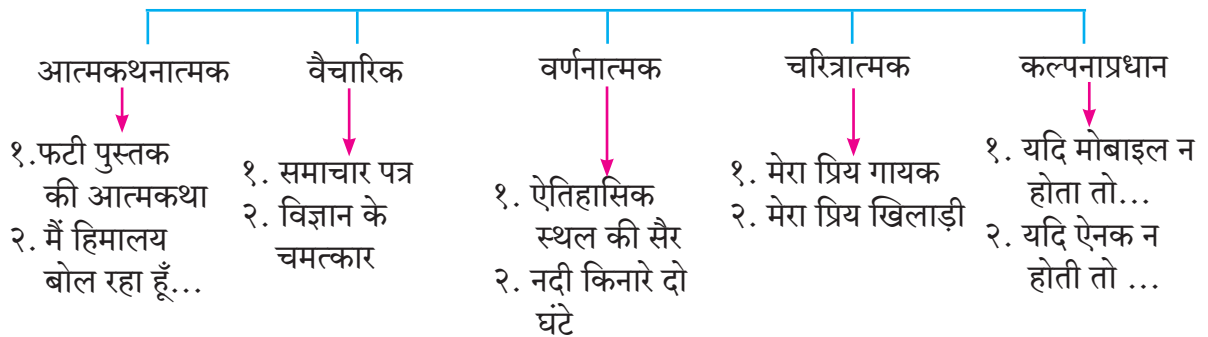 आत्मकथनात्मक
१.फटी पुस्तक
की आत्मकथा
२. मैं हिमालय
बोल रहा हूँ...
वैचारिक
१. समाचार पत्र
२. विज्ञान के
चमत्कार
वर्णनात्मक
१. ऐतिहासिक
स्थल की सैर
२. नदी किनारे दो
घंटे
चरित्रात्मक
१. मेरा प्रिय गायक
२. मेरा प्रिय खिलाड़ी
कल्पनाप्रधान
१. यदि मोबाइल न
होता तो...
२. यदि ऐनक न
होती तो ...